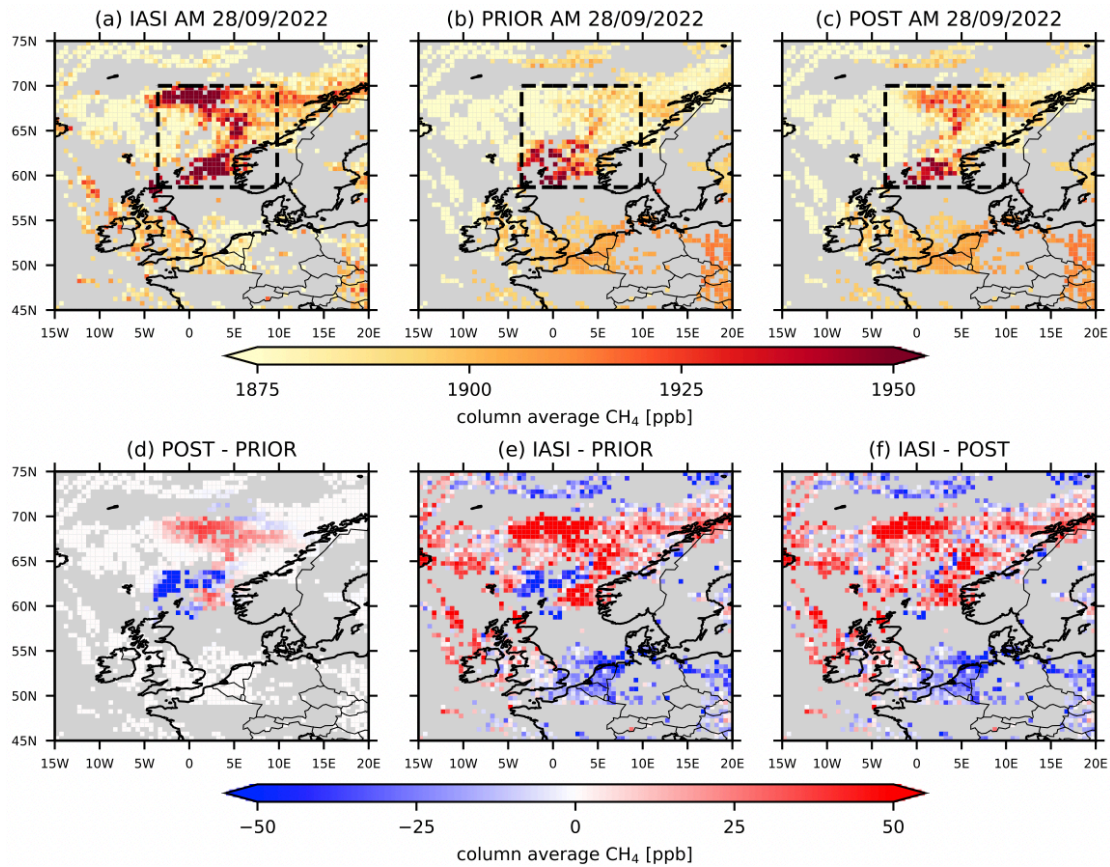 (a) IASI AM 28/09/2022 (b) PRIOR AM 28/09/2022 (c) POST AM 28/09/2022
75N
70N
65N
60N
55N
50N
45N
15W 10W 5W 0 5E 10E 15E 20E 15W 10W 5W 0 5E 10E 15E 20E 15W 10W 5W 0 5E 10E 15E 20E
1875 1900 1925 1950
column average CH₄ [ppb]
(d) POST - PRIOR (e) IASI - PRIOR (f) IASI - POST
75N
70N
65N
60N
55N
50N
45N
15W 10W 5W 0 5E 10E 15E 20E 15W 10W 5W 0 5E 10E 15E 20E 15W 10W 5W 0 5E 10E 15E 20E
−50 −25 0 25 50
column average CH₄ [ppb]